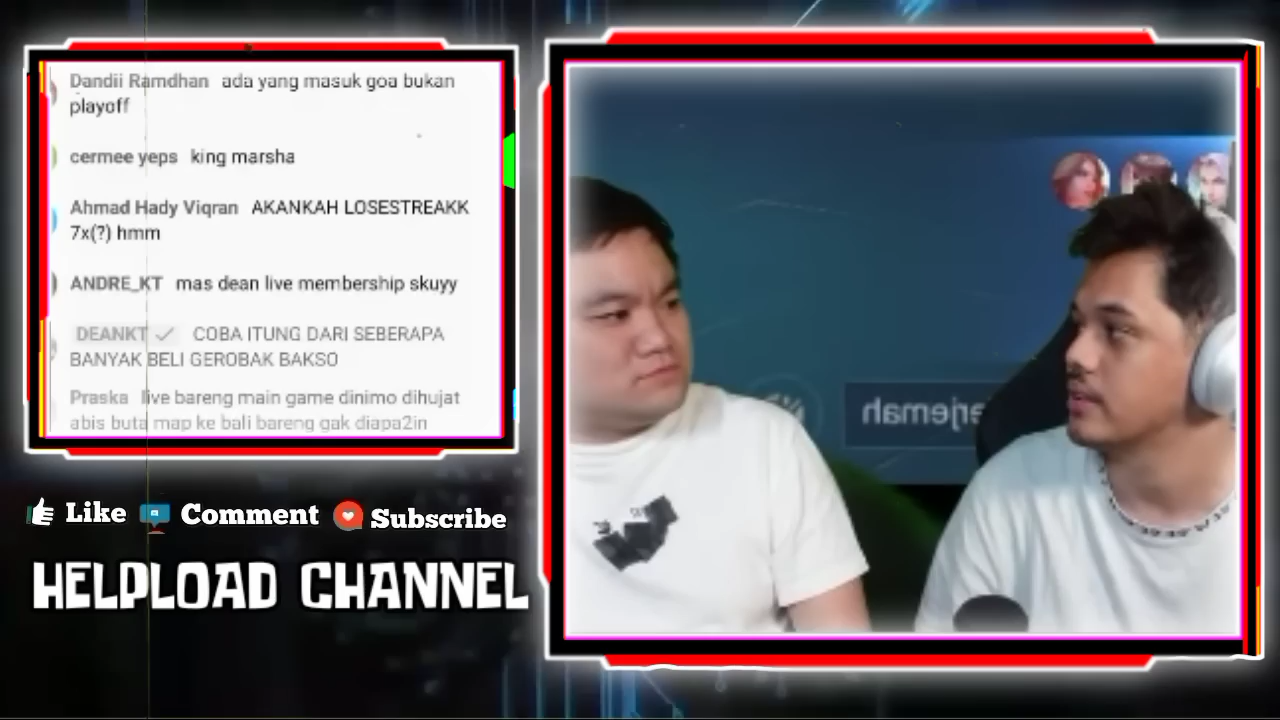 Dandii Ramdhan ada yang masuk goa bukan
playoff
cermee yeps king marsha
Ahmad Hady Viqran AKANKAH LOSESTREAKK
7x(?) hmm
ANDRE_KT mas dean live membership skuyy
DEANKT COBA ITUNG DARI SEBERAPA
BANYAK BELI GEROBAK BAKSO
Praska live bareng main game dinimo dihujat
abis buta map ke bali bareng gak diapa2in
Like Comment Subscribe
HELPLOAD CHANNEL
erjemah